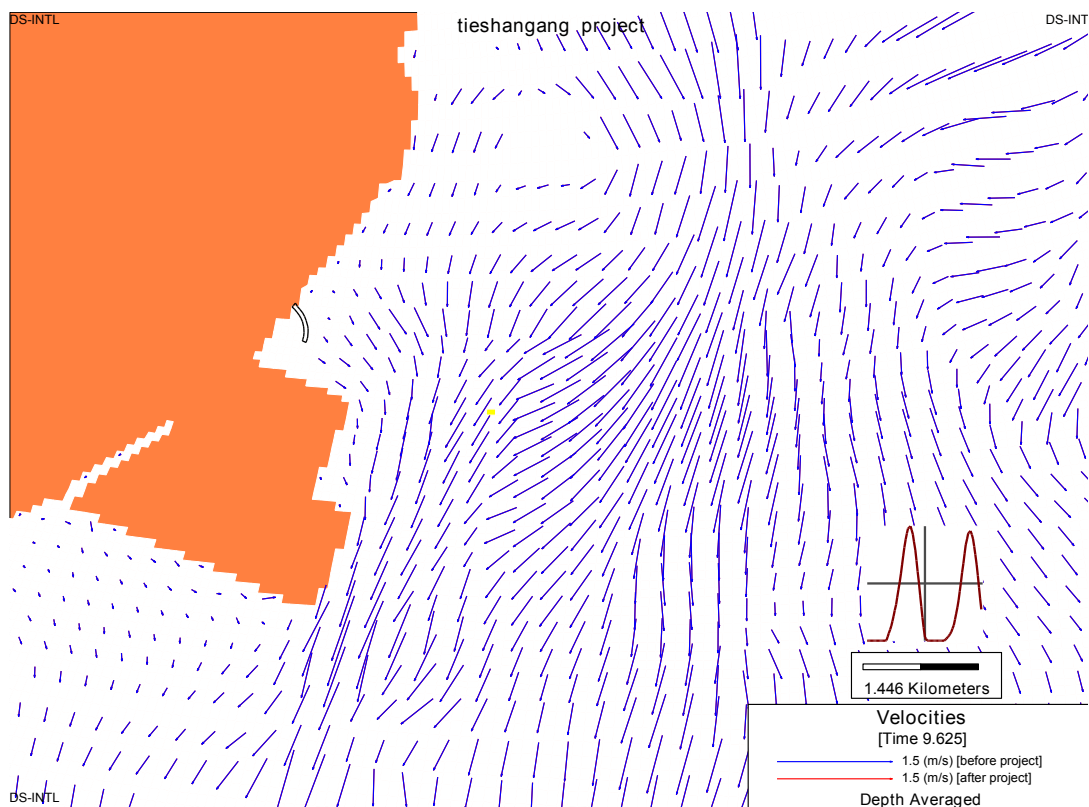 DS-INTL
tieshangang project
DS-INT
1.446 Kilometers
Velocities
[Time 9.625]
1.5 (m/s) [before project]
1.5 (m/s) [after project]
Depth Averaged
DS-INTL